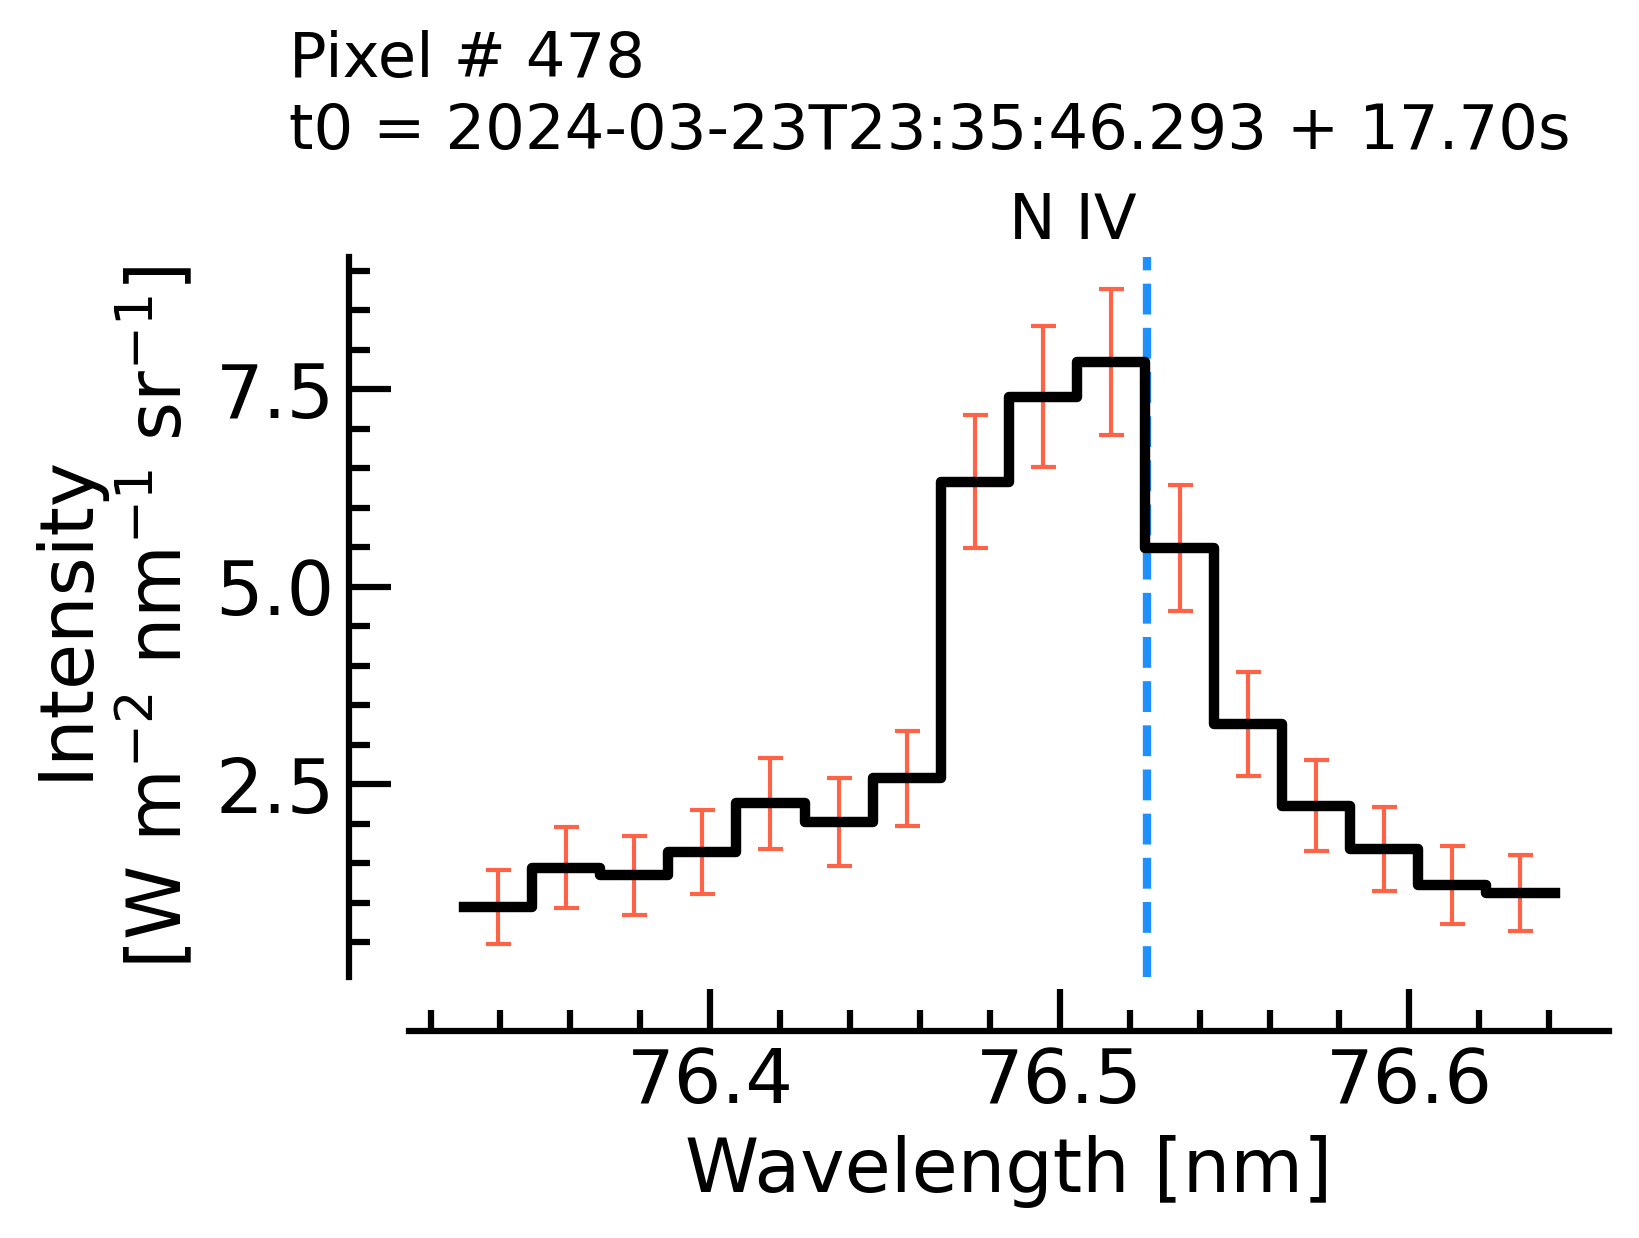 Pixel # 478
t0 = 2024-03-23T23:35:46.293 + 17.70s
N IV
Intensity
[W m⁻² nm⁻¹ sr⁻¹]
7.5
5.0
2.5
76.4 76.5 76.6
Wavelength [nm]